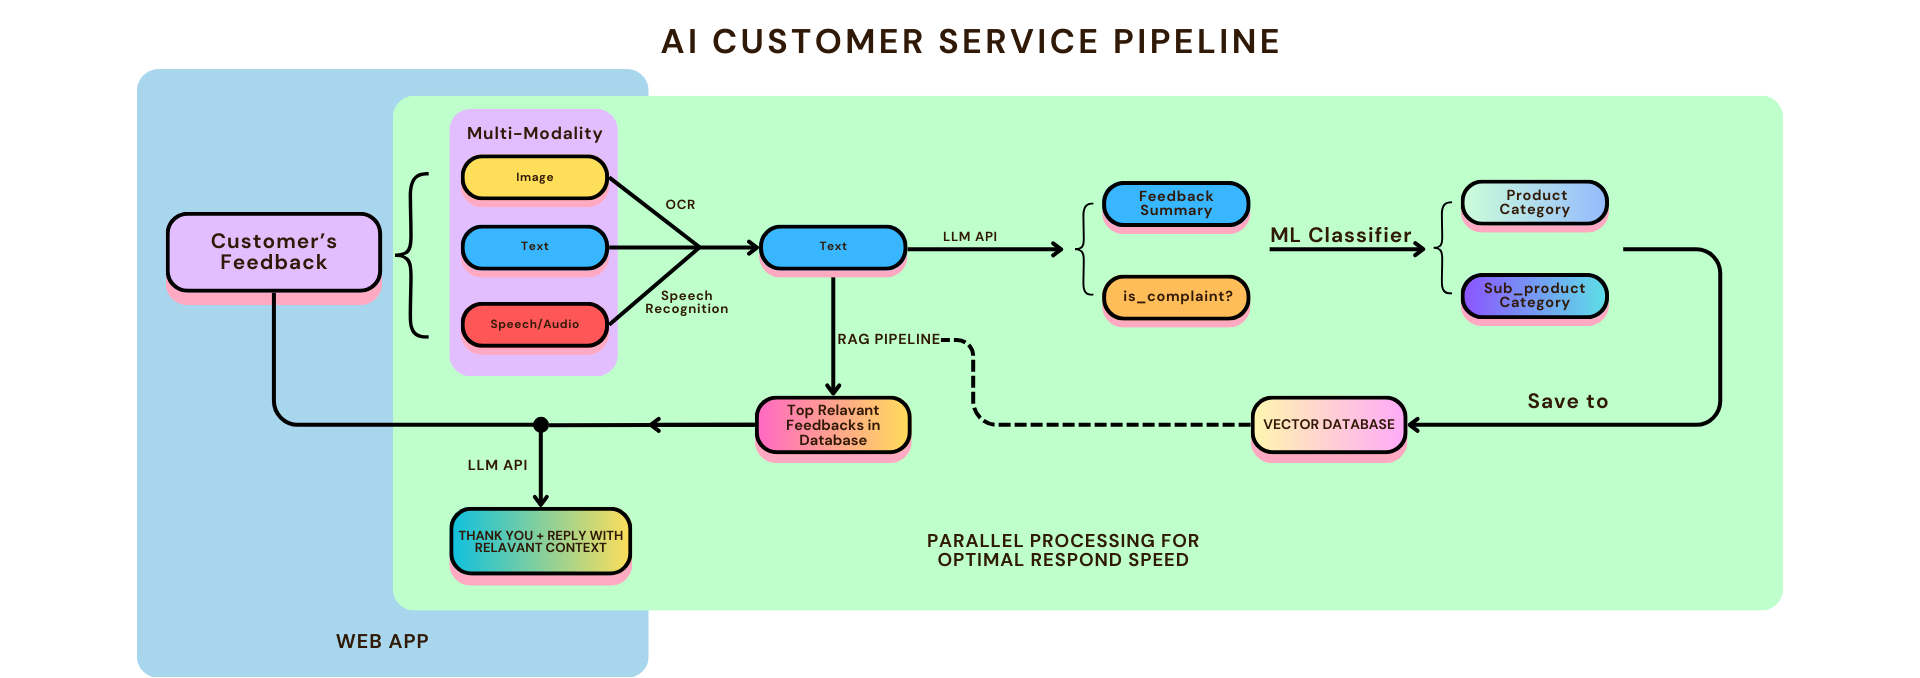 AI CUSTOMER SERVICE PIPELINE
Multi-Modality
Image
OCR
Customer's
Feedback
Text
Speech/Audio
Speech
Recognition
Text
LLM API
Feedback
Summary
is_complaint?
ML Classifier
Product
Category
Sub_product
Category
RAG PIPELINE
Save to
VECTOR DATABASE
Top Relavant
Feedbacks in
Database
LLM API
THANK YOU + REPLY WITH
RELAVANT CONTEXT
PARALLEL PROCESSING FOR
OPTIMAL RESPOND SPEED
WEB APP